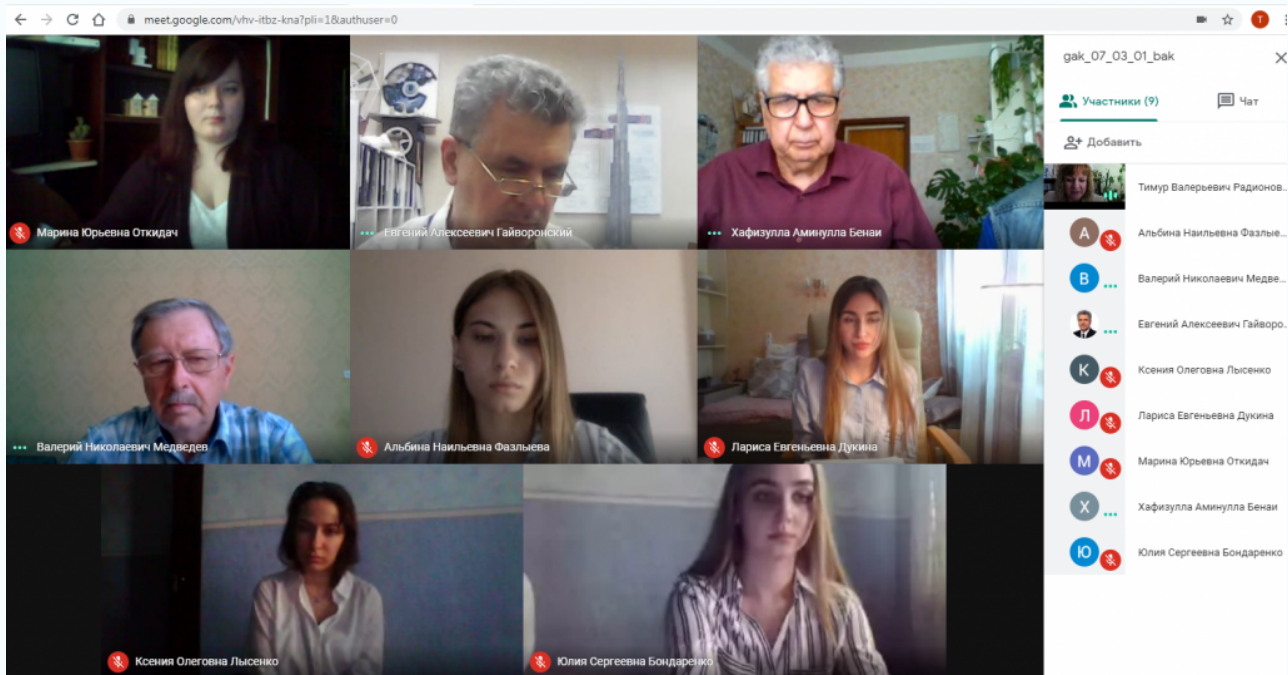 meet.google.com/vhv-itbz-kna?pli=1&authuser=0
T
gak_07_03_01_bak
Участники (9)
Чат
Добавить
Марина Юрьевна Откидач
Евгений Алексеевич Гайворонский
Хафизулла Аминулла Бенаи
Валерий Николаевич Медведев
Альбина Наильевна Фазлыева
Лариса Евгеньевна Дукина
Ксения Олеговна Лысенко
Юлия Сергеевна Бондаренко
Тимур Валерьевич Радионов...
А
Альбина Наильевна Фазлые...
В
Валерий Николаевич Медве...
Евгений Алексеевич Гайворо...
К
Ксения Олеговна Лысенко
Л
Лариса Евгеньевна Дукина
М
Марина Юрьевна Откидач
Х
Хафизулла Аминулла Бенаи
Ю
Юлия Сергеевна Бондаренко